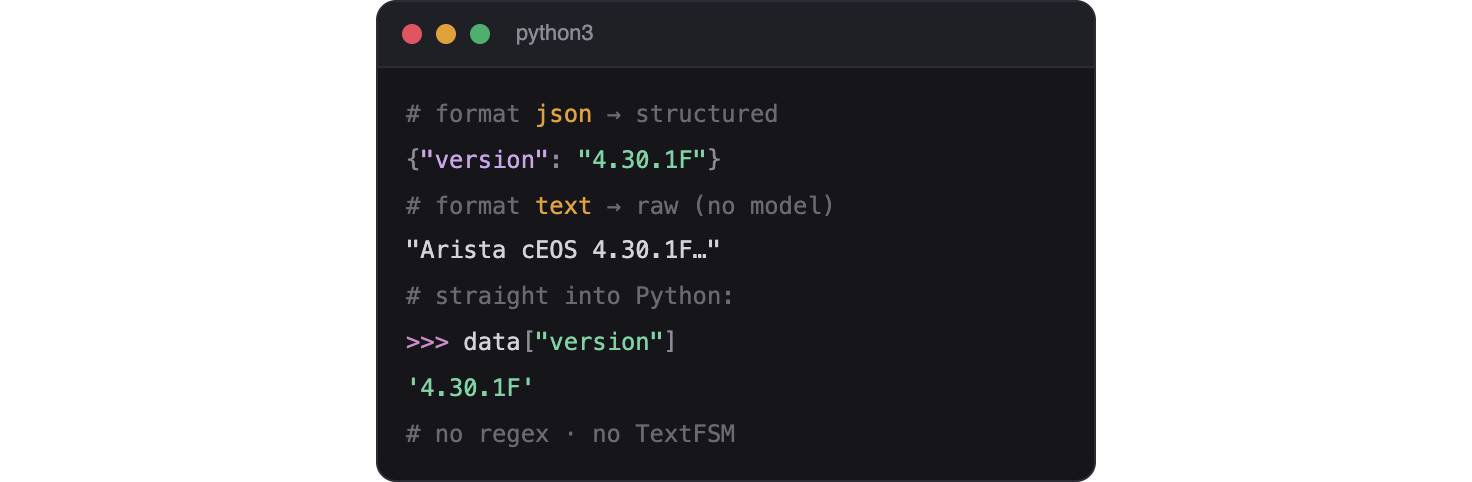 python3
# format json → structured
{"version": "4.30.1F"}
# format text → raw (no model)
"Arista cEOS 4.30.1F…"
# straight into Python:
>>> data["version"]
'4.30.1F'
# no regex · no TextFSM